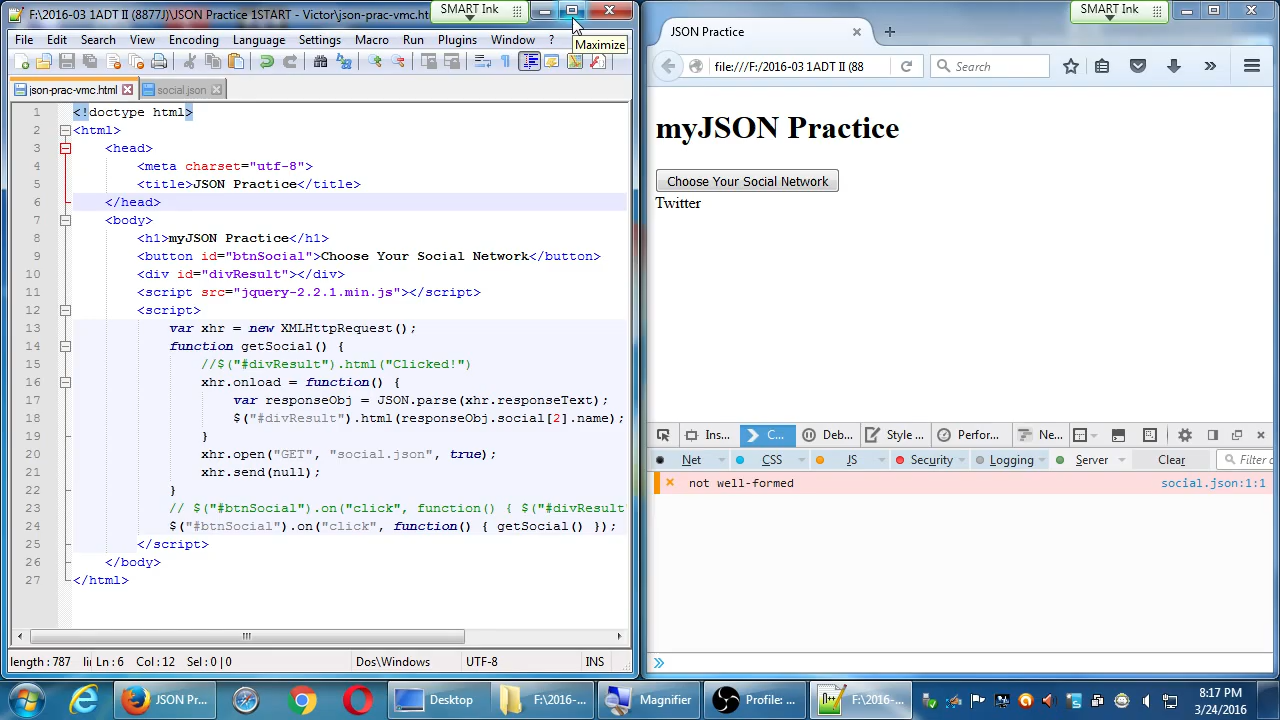 F:\2016-03 1ADT II (8877J)\JSON Practice 1START - Victor\json-prac-vmc.ht
SMART Ink
File Edit Search View Encoding Language Settings Macro Run Plugins Window ?
Maximize
json-prac-vmc.html social.json
1 <!doctype html>
2 <html>
3 <head>
4 <meta charset="utf-8">
5 <title>JSON Practice</title>
6 </head>
7 <body>
8 <h1>myJSON Practice</h1>
9 <button id="btnSocial">Choose Your Social Network</button>
10 <div id="divResult"></div>
11 <script src="jquery-2.2.1.min.js"></script>
12 <script>
13 var xhr = new XMLHttpRequest();
14 function getSocial() {
15 //$("#divResult").html("Clicked!")
16 xhr.onload = function() {
17 var responseObj = JSON.parse(xhr.responseText);
18 $("#divResult").html(responseObj.social[2].name);
19 }
20 xhr.open("GET", "social.json", true);
21 xhr.send(null);
22 }
23 // $("#btnSocial").on("click", function() { $("#divResult"
24 $("#btnSocial").on("click", function() { getSocial() });
25 </script>
26 </body>
27 </html>
length : 787 li Ln : 6 Col : 12 Sel : 0 | 0 Dos\Windows UTF-8 INS
SMART Ink
JSON Practice
file:///F:/2016-03 1ADT II (88 Search
myJSON Practice
Choose Your Social Network
Twitter
Ins... C... Deb... Style ... Perfor... Ne...
Net CSS JS Security Logging Server Clear Filter o
not well-formed social.json:1:1
JSON Pr... Desktop F:\2016-... Magnifier Profile: ... F:\2016-...
8:17 PM
3/24/2016